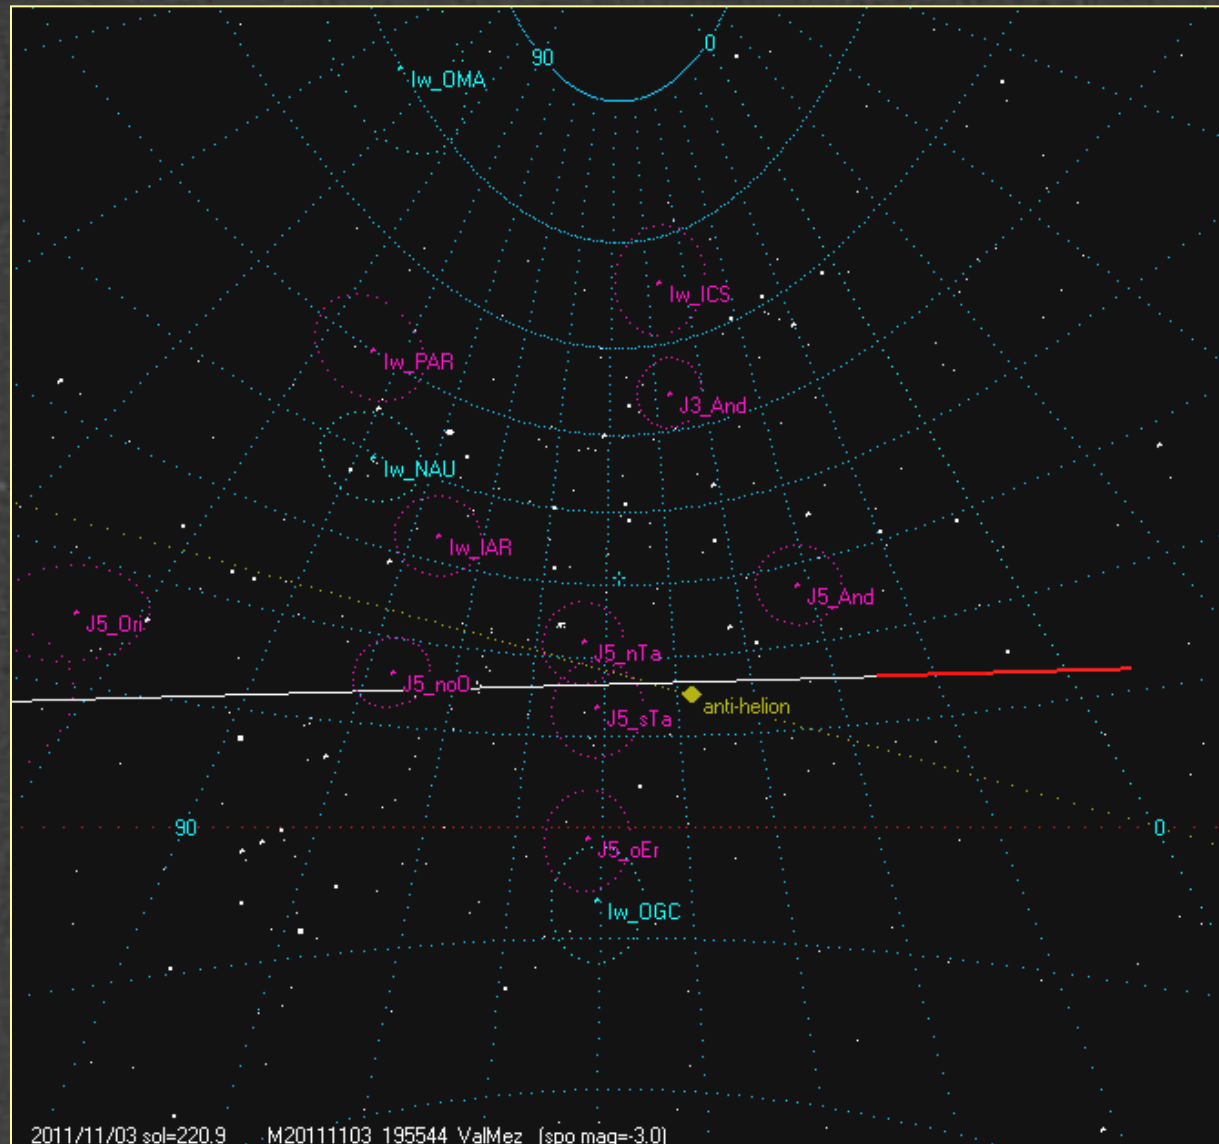 0
90
Iw_OMA
Iw_ICS
Iw_PAR
J3_And
Iw_NAU
Iw_IAR
J5_And
J5_Ori
J5_nTa
J5_noO
anti-helion
J5_sTa
90
0
J5_oEr
Iw_OGC
2011/11/03 sol=220.9 M20111103_195544_ValMez (spo mag=-3.0)